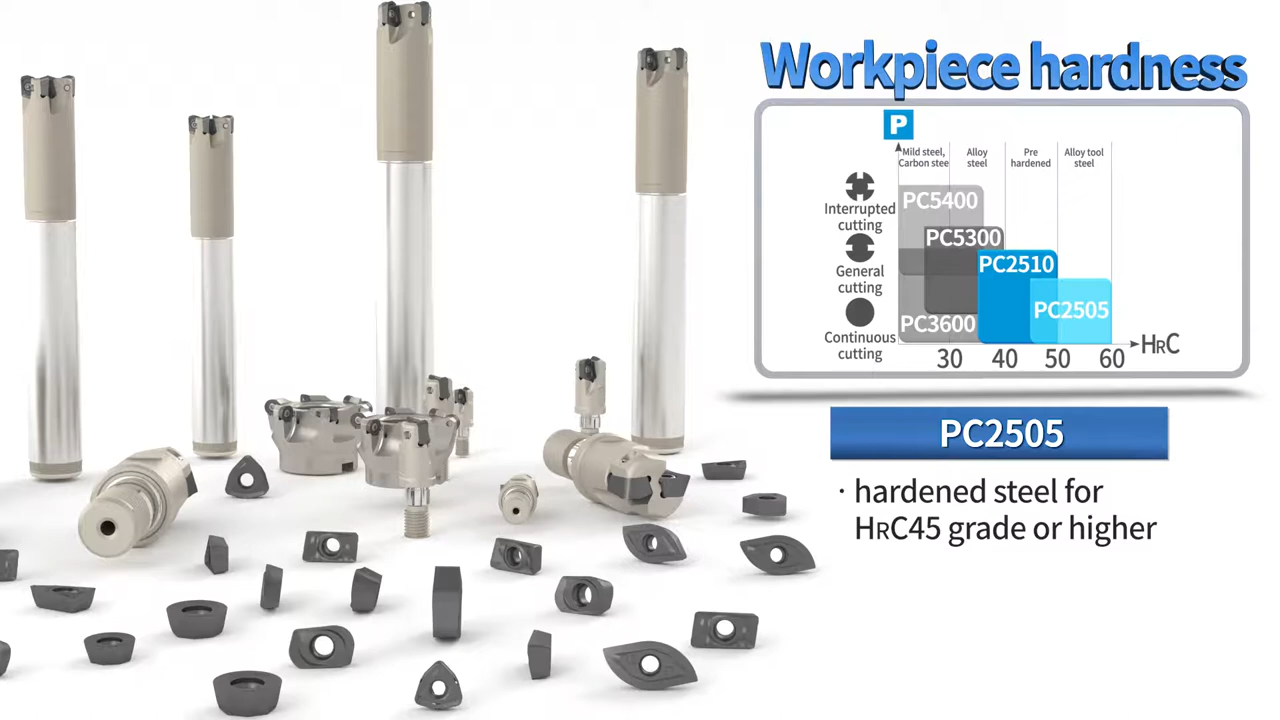 Workpiece hardness
P
Mild steel,
Carbon stee
Alloy
steel
Pre
hardened
Alloy tool
steel
Interrupted
cutting
General
cutting
Continuous
cutting
PC5400
PC5300
PC2510
PC2505
PC3600
30 40 50 60 HRC
PC2505
· hardened steel for
HRC45 grade or higher